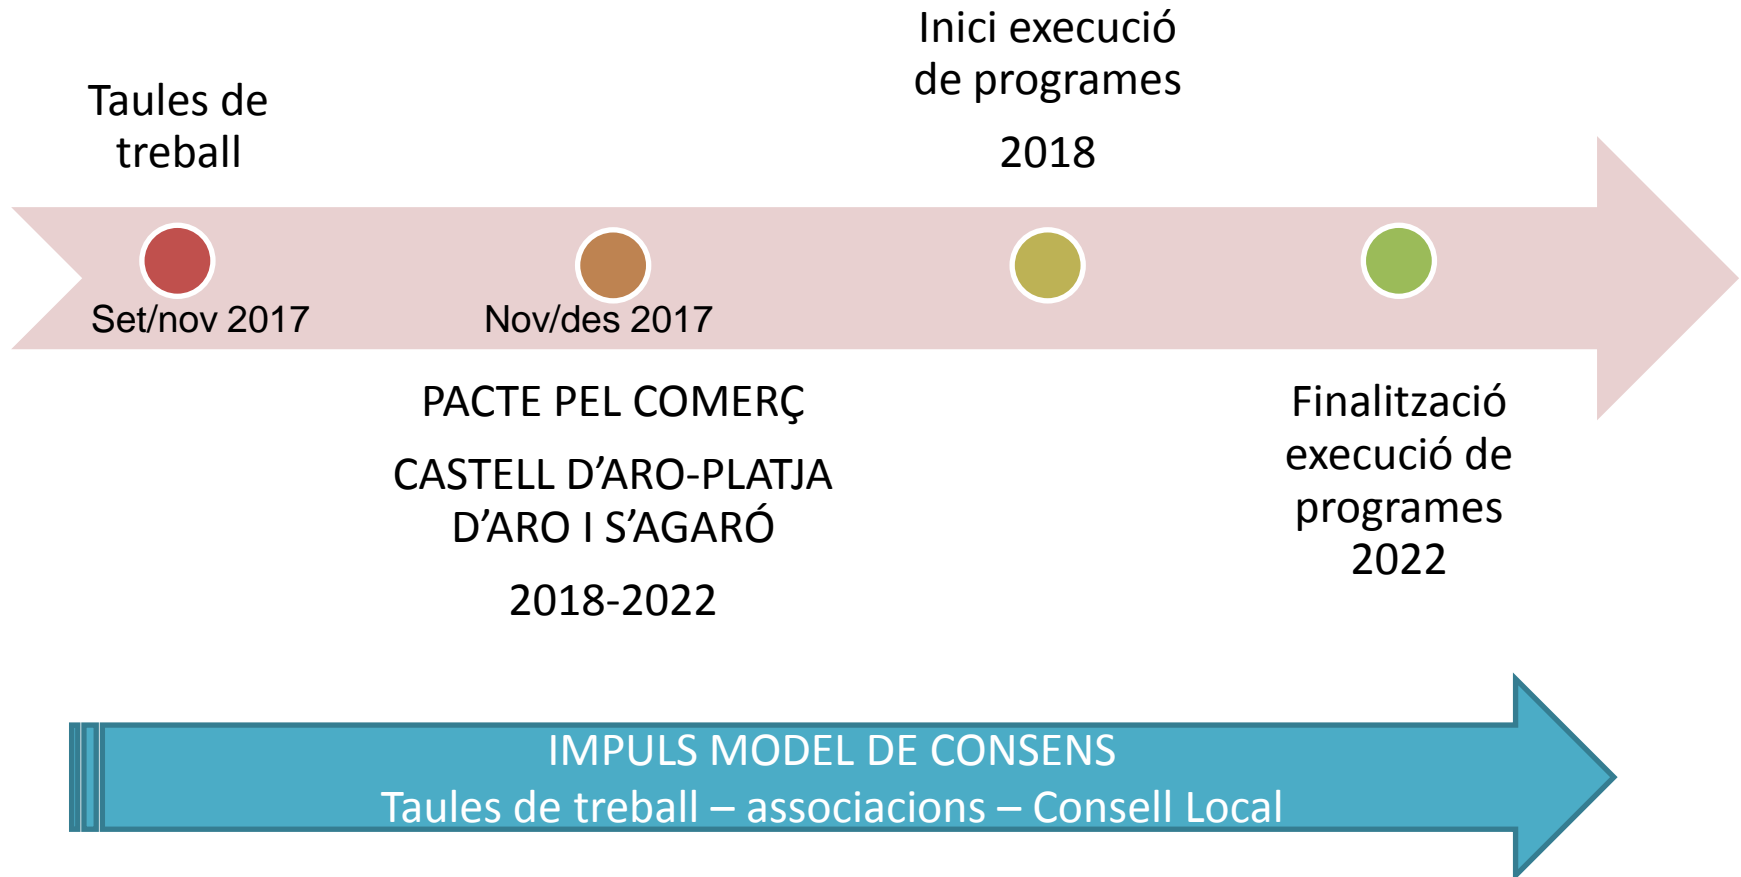 Taules de
treball
Set/nov 2017
Nov/des 2017
PACTE PEL COMERÇ
CASTELL D’ARO-PLATJA
D’ARO I S’AGARÓ
2018-2022
Inici execució
de programes
2018
Finalització
execució de
programes
2022
IMPULS MODEL DE CONSENS
Taules de treball – associacions – Consell Local